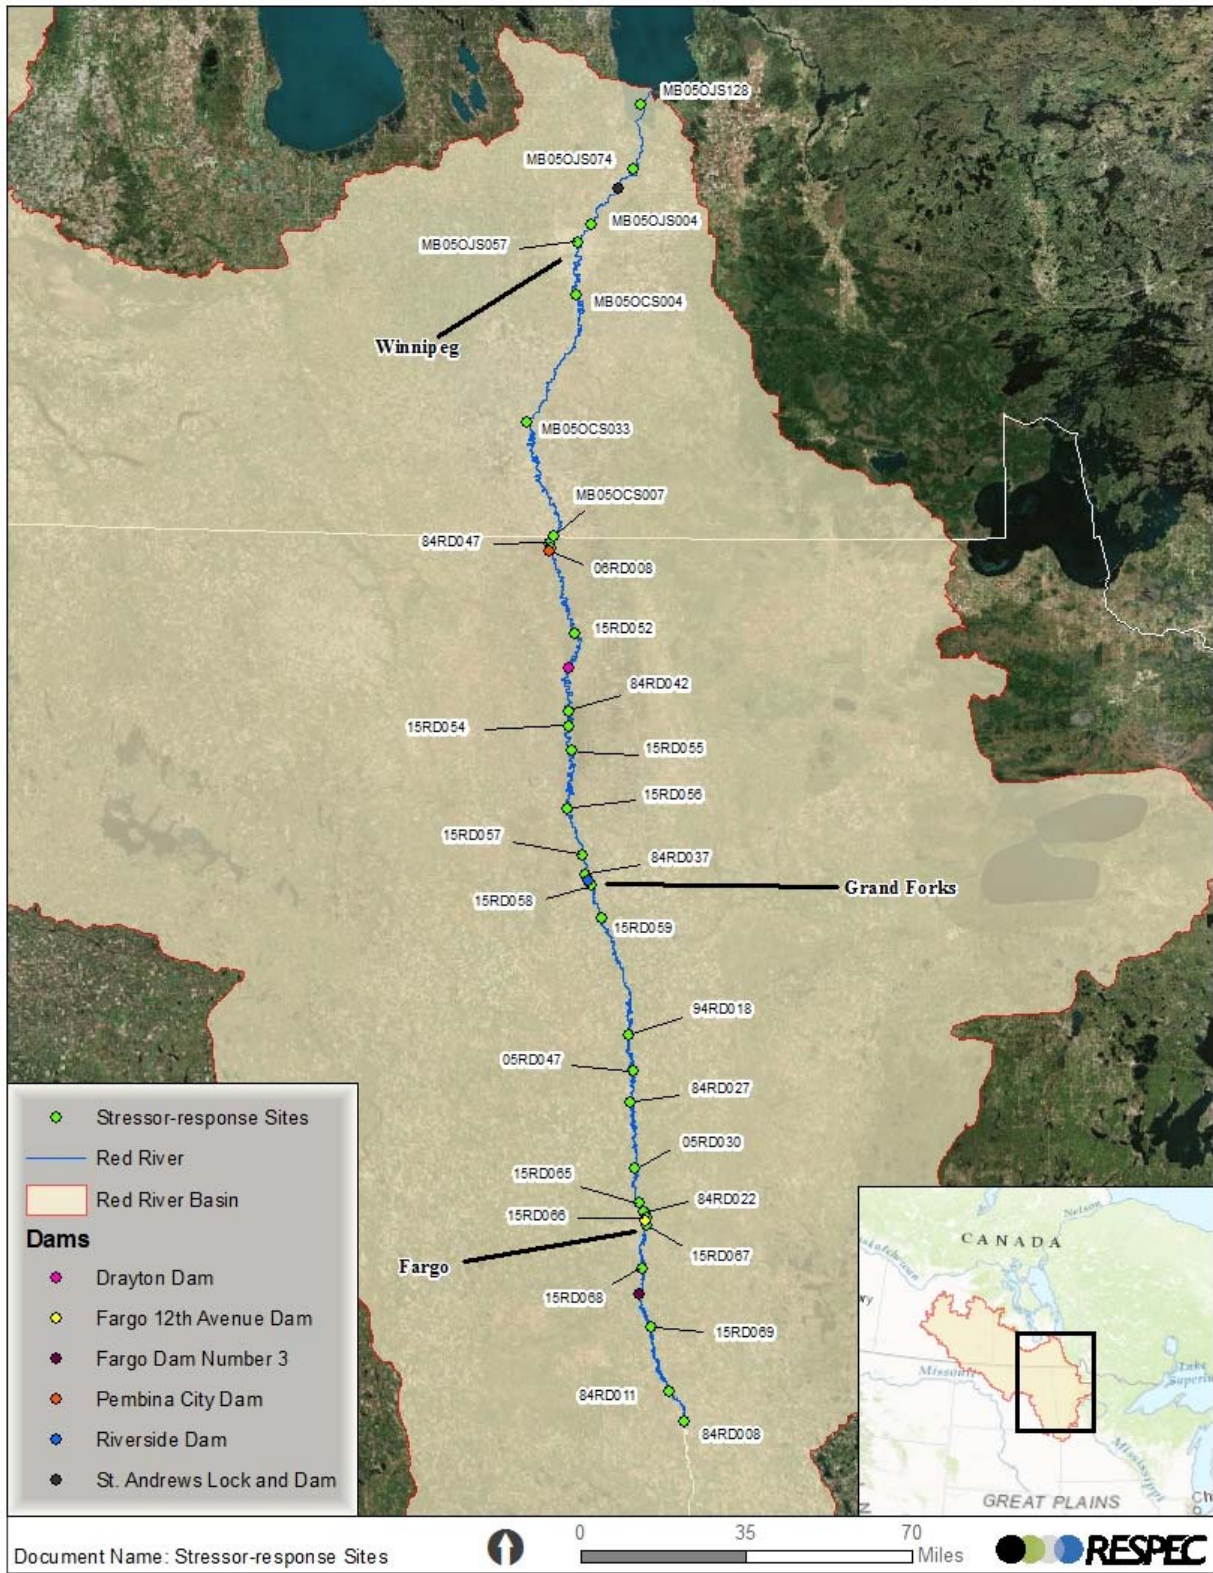 MB05OJS128
MB05OJS074
MB05OJS004
MB05OJS057
MB05OCS004
Winnipeg
MB05OCS033
MB05OCS007
84RD047
06RD008
15RD052
84RD042
15RD054
15RD055
15RD056
15RD057
84RD037
15RD058
Grand Forks
15RD059
94RD018
05RD047
84RD027
05RD030
15RD065
84RD022
15RD066
15RD067
Fargo
15RD068
15RD069
84RD011
84RD008
Stressor-response Sites
Red River
Red River Basin
Dams
Drayton Dam
Fargo 12th Avenue Dam
Fargo Dam Number 3
Pembina City Dam
Riverside Dam
St. Andrews Lock and Dam
Nelson
CANADA
Missouri
Lake
Mississippi
GREAT PLAINS
Document Name: Stressor-response Sites
0 35 70
Miles
RESPEC